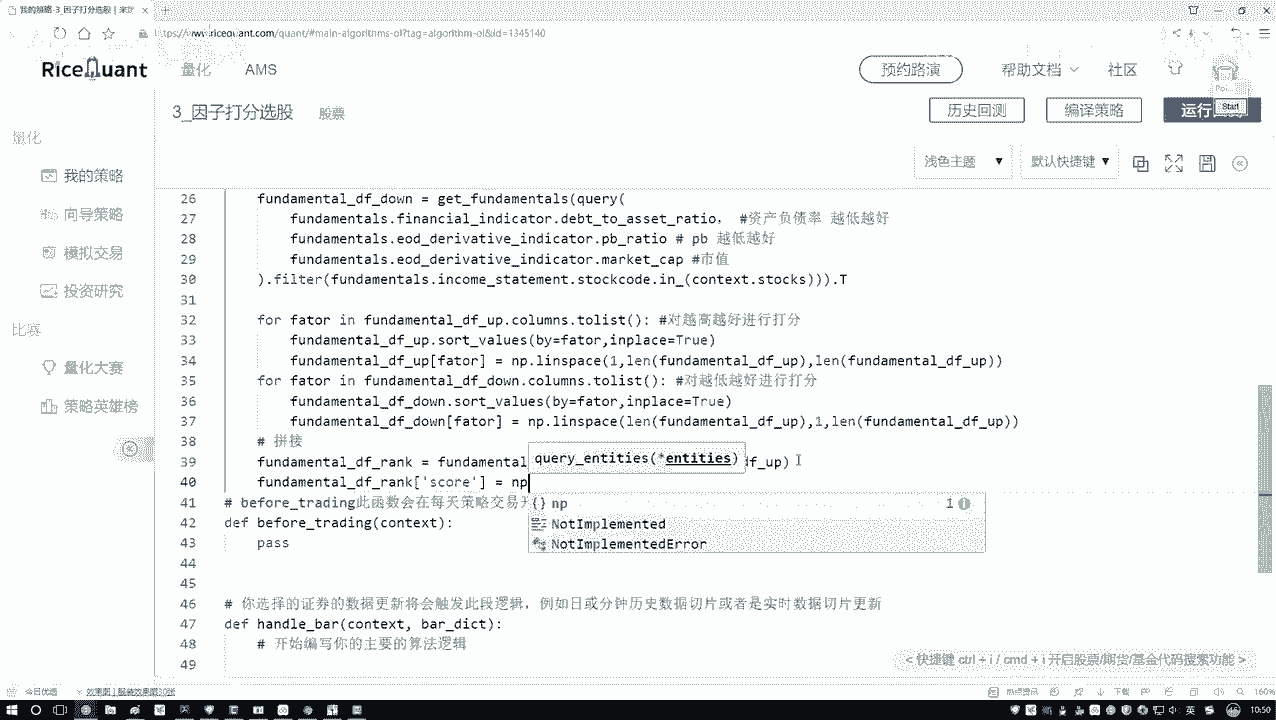 我的策略-3_因子打分选股
https://www.ricequant.com/quant/#main-algorithms-ol?tag=algorithm-ol&id=1345140
RiceQuant
量化
AMS
预约路演
帮助文档
社区
3_因子打分选股
股票
历史回测
编译策略
运行
Start
量化
我的策略
向导策略
模拟交易
投资研究
比赛
量化大赛
策略英雄榜
浅色主题
默认快捷键
26 fundamental_df_down = get_fundamentals(query(
27 fundamentals.financial_indicator.debt_to_asset_ratio, #资产负债率 越低越好
28 fundamentals.eod_derivative_indicator.pb_ratio # pb 越低越好
29 fundamentals.eod_derivative_indicator.market_cap #市值
30 ).filter(fundamentals.income_statement.stockcode.in_(context.stocks))).T
31
32 for fator in fundamental_df_up.columns.tolist(): #对越高越好进行打分
33 fundamental_df_up.sort_values(by=fator,inplace=True)
34 fundamental_df_up[fator] = np.linspace(1,len(fundamental_df_up),len(fundamental_df_up))
35 for fator in fundamental_df_down.columns.tolist(): #对越低越好进行打分
36 fundamental_df_down.sort_values(by=fator,inplace=True)
37 fundamental_df_down[fator] = np.linspace(len(fundamental_df_up),1,len(fundamental_df_up))
38 # 拼接
39 fundamental_df_rank = fundamental df_up)
query_entities(*entities)
40 fundamental_df_rank['score'] = np
41 # before_trading此函数会在每天策略交易
np
1
NotImplemented
NotImplementedError
42 def before_trading(context):
43 pass
44
45
46 # 你选择的证券的数据更新将会触发此段逻辑，例如日或分钟历史数据切片或者是实时数据切片更新
47 def handle_bar(context, bar_dict):
48 # 开始编写你的主要的算法逻辑
49
< 快捷键 ctrl + i / cmd + i 开启股票/期货/基金代码搜索功能 >
今日优选
热点资讯
下载
160%
英
10:50